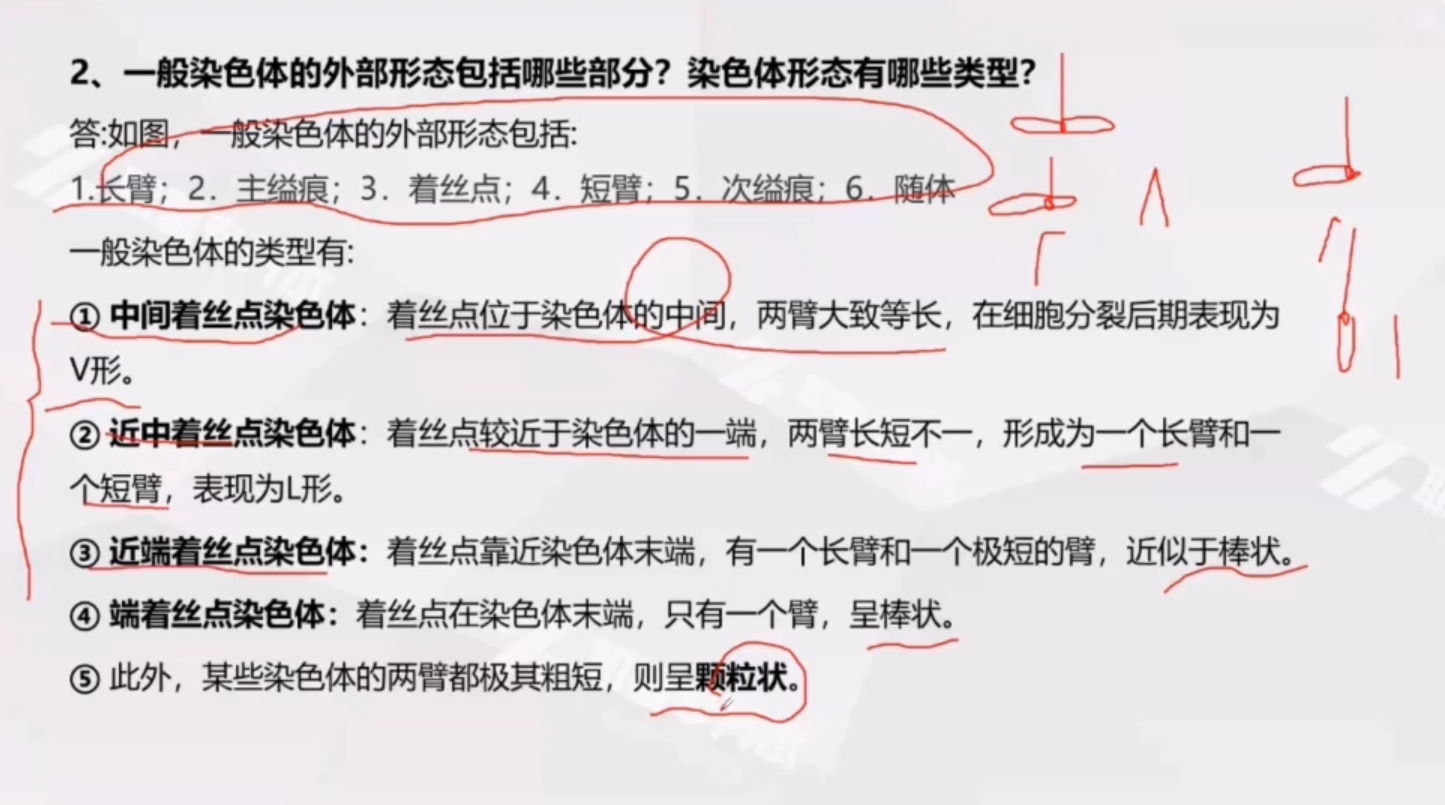 2、一般染色体的外部形态包括哪些部分？染色体形态有哪些类型？
答:如图，一般染色体的外部形态包括:
1.长臂；2．主缢痕；3．着丝点；4．短臂；5．次缢痕；6．随体
一般染色体的类型有:
① 中间着丝点染色体：着丝点位于染色体的中间，两臂大致等长，在细胞分裂后期表现为
V形。
② 近中着丝点染色体：着丝点较近于染色体的一端，两臂长短不一，形成为一个长臂和一
个短臂，表现为L形。
③ 近端着丝点染色体：着丝点靠近染色体末端，有一个长臂和一个极短的臂，近似于棒状。
④ 端着丝点染色体：着丝点在染色体末端，只有一个臂，呈棒状。
⑤ 此外，某些染色体的两臂都极其粗短，则呈颗粒状。